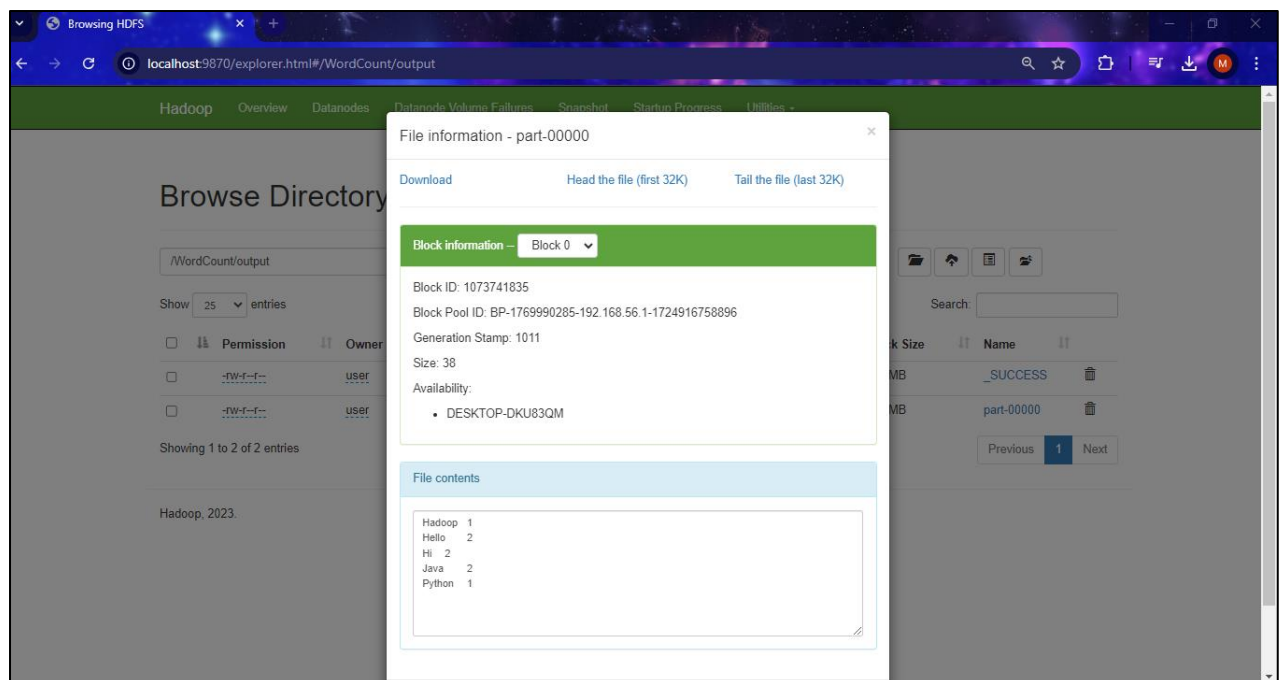 Browsing HDFS
localhost:9870/explorer.html#/WordCount/output
M
Hadoop Overview Datanodes Datanode Volume Failures Snapshot Startup Progress Utilities
File information - part-00000 ×
Download Head the file (first 32K) Tail the file (last 32K)
Browse Directory
Block information -- Block 0
/WordCount/output
Block ID: 1073741835
Block Pool ID: BP-1769990285-192.168.56.1-1724916758896
Generation Stamp: 1011
Size: 38
Availability:
• DESKTOP-DKU83QM
Show 25 entries Search:
Permission Owner Size Name
-rw-r--r-- user MB _SUCCESS
-rw-r--r-- user MB part-00000
Showing 1 to 2 of 2 entries Previous 1 Next
File contents
Hadoop 1
Hello 2
Hi 2
Java 2
Python 1
Hadoop, 2023.